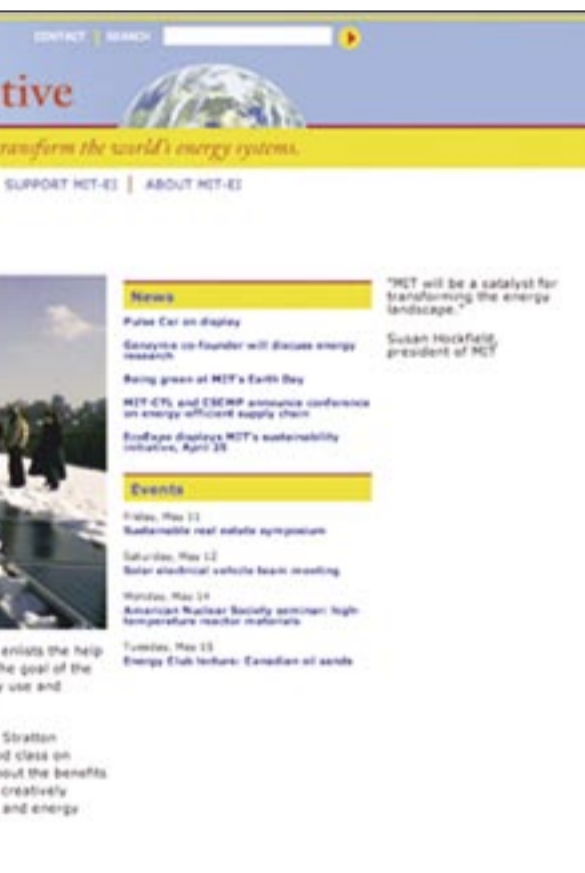 CONTACT | SEARCH
tive
ransform the world's energy systems.
SUPPORT MIT-EI | ABOUT MIT-EI
News
Pulse Car on display
Genzyme co-founder will discuss energy
research
Being green at MIT's Earth Day
MIT-CTL and CSCMP announce conference
on energy efficient supply chain
EcoExpo displays MIT's sustainability
initiative, April 25
Events
Friday, May 11
Sustainable real estate symposium
Saturday, May 12
Solar electrical vehicle team meeting
Monday, May 14
American Nuclear Society seminar: high-
temperature reactor materials
Tuesday, May 15
Energy Club lecture: Canadian oil sands
"MIT will be a catalyst for
transforming the energy
landscape."
Susan Hockfield,
president of MIT
enlists the help
he goal of the
y use and
Stratton
d class on
out the benefits
creatively
and energy